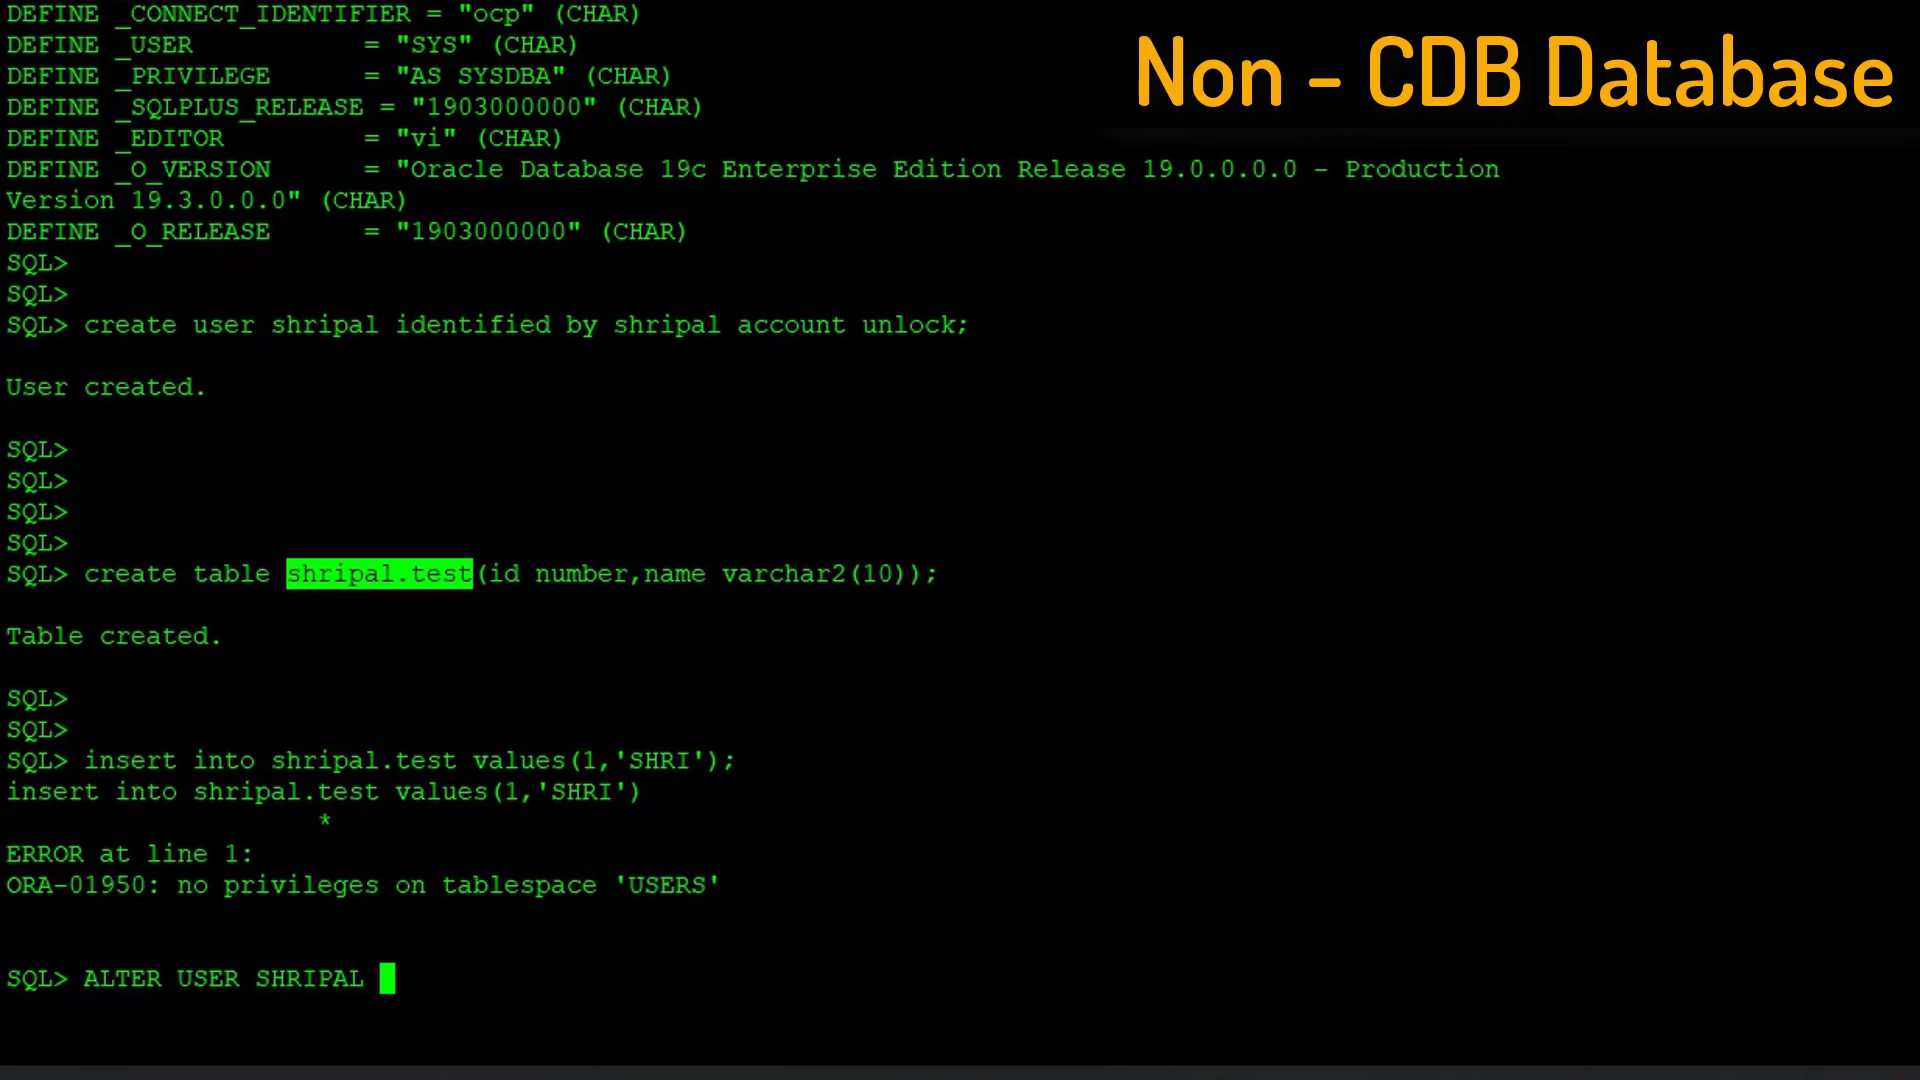 DEFINE _CONNECT_IDENTIFIER = "ocp" (CHAR)
DEFINE _USER           = "SYS" (CHAR)
DEFINE _PRIVILEGE      = "AS SYSDBA" (CHAR)
DEFINE _SQLPLUS_RELEASE = "1903000000" (CHAR)
DEFINE _EDITOR         = "vi" (CHAR)
DEFINE _O_VERSION      = "Oracle Database 19c Enterprise Edition Release 19.0.0.0.0 - Production
Version 19.3.0.0.0" (CHAR)
DEFINE _O_RELEASE      = "1903000000" (CHAR)
Non - CDB Database
SQL>
SQL>
SQL> create user shripal identified by shripal account unlock;
User created.
SQL>
SQL>
SQL>
SQL>
SQL> create table shripal.test(id number,name varchar2(10));
Table created.
SQL>
SQL>
SQL> insert into shripal.test values(1,'SHRI');
insert into shripal.test values(1,'SHRI')
*
ERROR at line 1:
ORA-01950: no privileges on tablespace 'USERS'
SQL> ALTER USER SHRIPAL